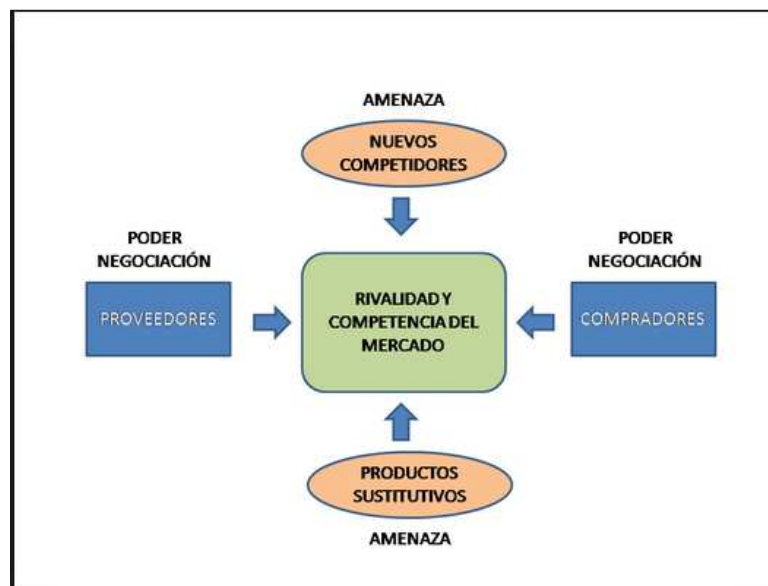 AMENAZA
NUEVOS
COMPETIDORES
PODER
NEGOCIACIÓN
PROVEEDORES
RIVALIDAD Y
COMPETENCIA DEL
MERCADO
PODER
NEGOCIACIÓN
COMPRADORES
PRODUCTOS
SUSTITUTIVOS
AMENAZA